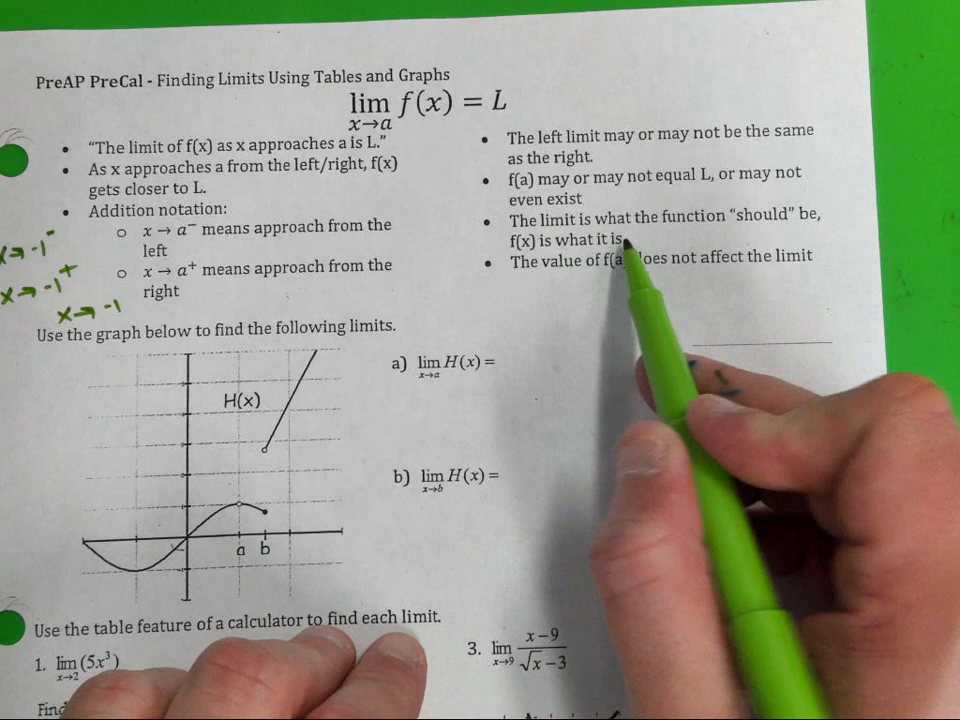 PreAP PreCal - Finding Limits Using Tables and Graphs
lim f(x) = L
x→a
• "The limit of f(x) as x approaches a is L."
• As x approaches a from the left/right, f(x)
gets closer to L.
• Addition notation:
o x → a⁻ means approach from the
left
o x → a⁺ means approach from the
right
• The left limit may or may not be the same
as the right.
• f(a) may or may not equal L, or may not
even exist
• The limit is what the function "should" be,
f(x) is what it is
• The value of f(a does not affect the limit
x → -1⁻
x → -1⁺
x → -1
Use the graph below to find the following limits.
H(x)
a b
a) lim H(x) =
x→a
b) lim H(x) =
x→b
Use the table feature of a calculator to find each limit.
1. lim (5x³)
x→2
3. lim x−9
x→9 √x − 3
Find